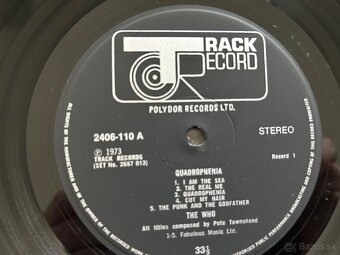 TRACK
RECORD
POLYDOR RECORDS LTD.
2406-110 A
STEREO
℗ 1973
TRACK RECORDS
(SET No. 2657 013)
Record 1
QUADROPHENIA
1. I AM THE SEA
2. THE REAL ME
3. QUADROPHENIA
4. CUT MY HAIR
5. THE PUNK AND THE GODFATHER
THE WHO
All titles composed by Pete Townshend
1-5. Fabulous Music Ltd.
33⅓
bazos.sk